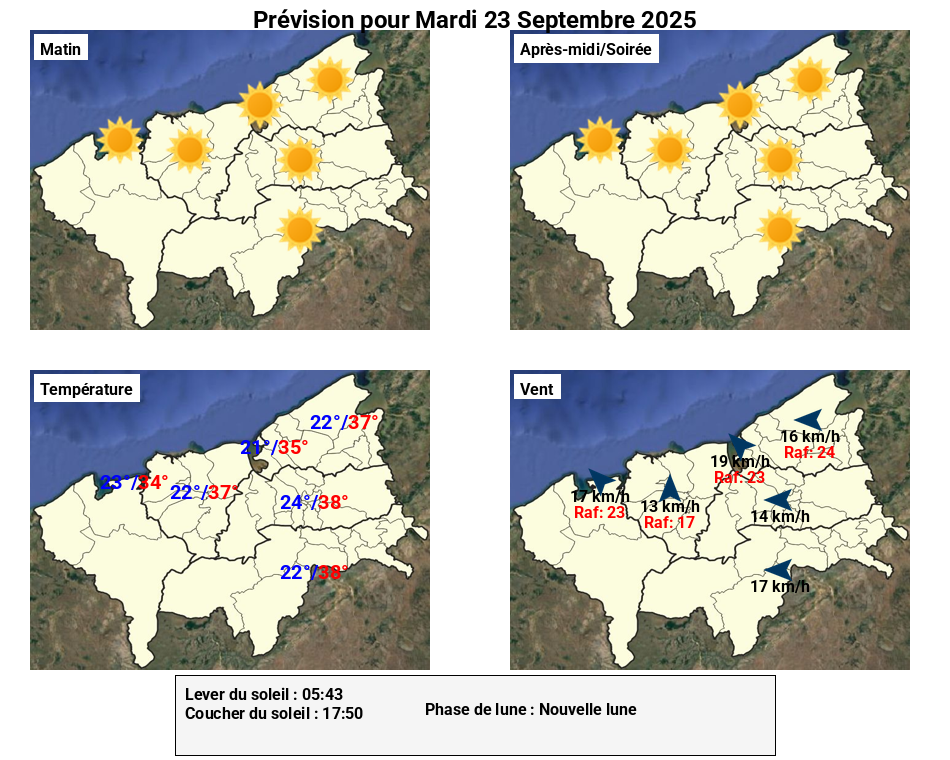 Prévision pour Mardi 23 Septembre 2025
Matin
Après-midi/Soirée
Température
22°/37°
21°/35°
23°/34°
22°/37°
24°/38°
22°/38°
Vent
16 km/h
Raf: 24
19 km/h
Raf: 23
17 km/h
Raf: 23
13 km/h
Raf: 17
14 km/h
17 km/h
Lever du soleil : 05:43
Coucher du soleil : 17:50
Phase de lune : Nouvelle lune